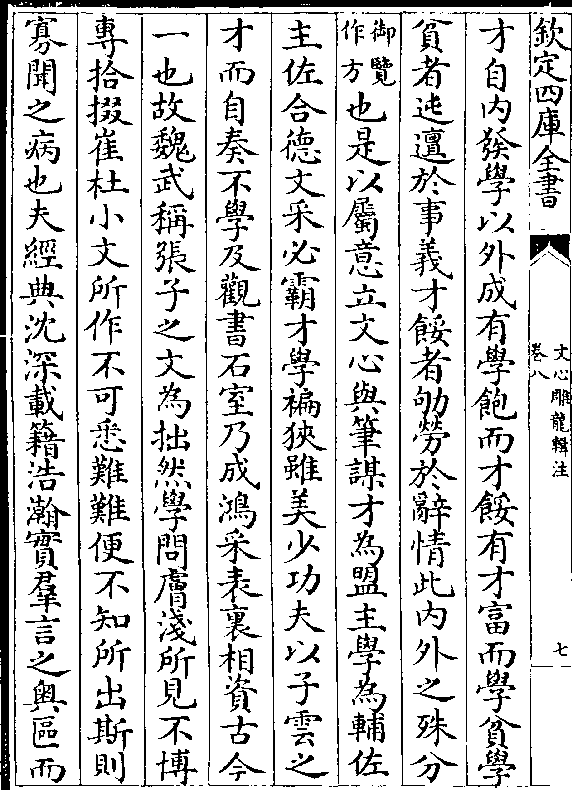 欽定四庫全書
文心雕龍輯注
卷八
七
才自內發學以外成有學飽而才餒有才富而學貧學
貧者迍邅於事義才餒者劬勞於辭情此內外之殊分
御覽
作方
也是以屬意立文心與筆謀才為盟主學為輔佐
主佐合德文采必霸才學褊狹雖美少功夫以子雲之
才而自奏不學及觀書石室乃成鴻采表裏相資古今
一也故魏武稱張子之文為拙然學問膚淺所見不博
專拾掇崔杜小文所作不可悉難難便不知所出斯則
寡聞之病也夫經典沈深載籍浩瀚實羣言之奥區而